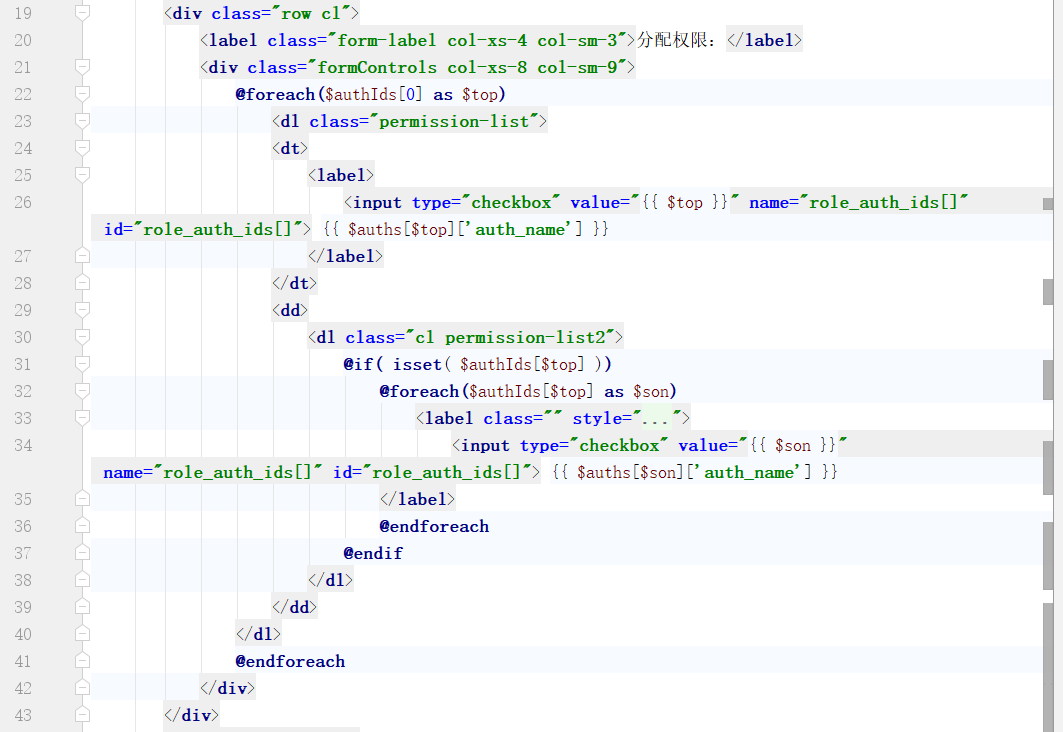 19 <div class="row cl">
20 <label class="form-label col-xs-4 col-sm-3">分配权限：</label>
21 <div class="formControls col-xs-8 col-sm-9">
22 @foreach($authIds[0] as $top)
23 <dl class="permission-list">
24 <dt>
25 <label>
26 <input type="checkbox" value="{{ $top }}" name="role_auth_ids[]"
id="role_auth_ids[]"> {{ $auths[$top]['auth_name'] }}
27 </label>
28 </dt>
29 <dd>
30 <dl class="cl permission-list2">
31 @if( isset( $authIds[$top] ))
32 @foreach($authIds[$top] as $son)
33 <label class="" style="...">
34 <input type="checkbox" value="{{ $son }}"
name="role_auth_ids[]" id="role_auth_ids[]"> {{ $auths[$son]['auth_name'] }}
35 </label>
36 @endforeach
37 @endif
38 </dl>
39 </dd>
40 </dl>
41 @endforeach
42 </div>
43 </div>